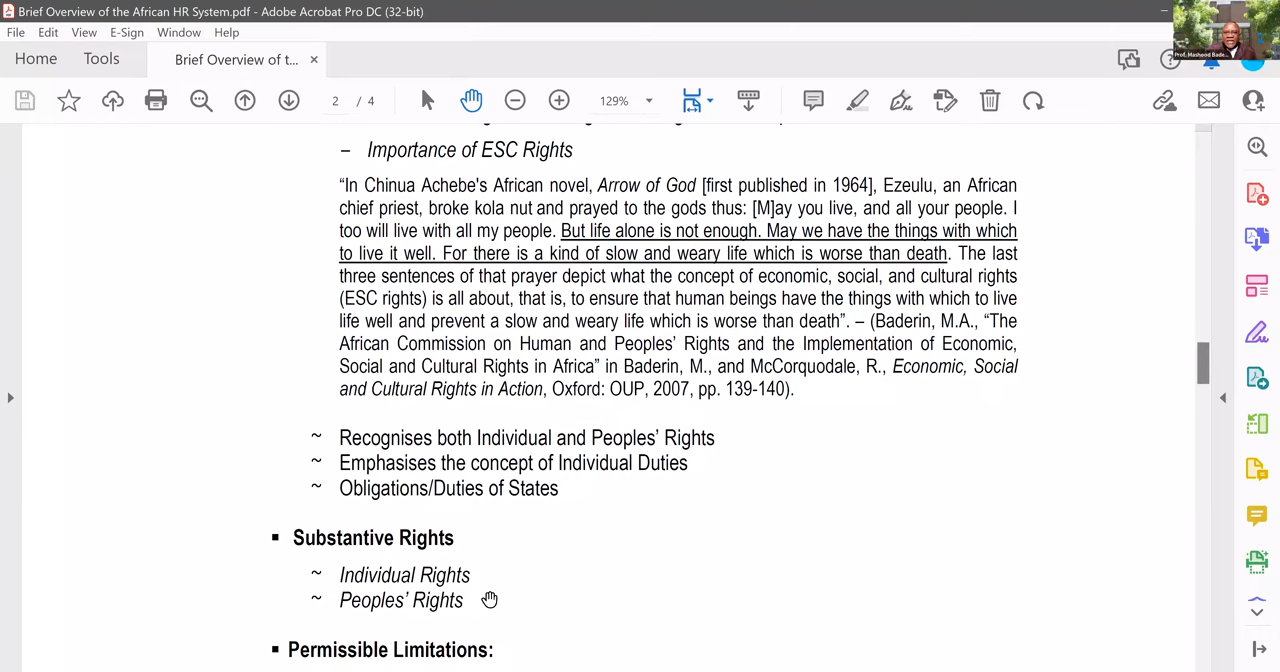 Brief Overview of the African HR System.pdf - Adobe Acrobat Pro DC (32-bit)
File Edit View E-Sign Window Help
Home Tools Brief Overview of t... ×
2 / 4 129%
– Importance of ESC Rights
“In Chinua Achebe's African novel, Arrow of God [first published in 1964], Ezeulu, an African
chief priest, broke kola nut and prayed to the gods thus: [M]ay you live, and all your people. I
too will live with all my people. But life alone is not enough. May we have the things with which
to live it well. For there is a kind of slow and weary life which is worse than death. The last
three sentences of that prayer depict what the concept of economic, social, and cultural rights
(ESC rights) is all about, that is, to ensure that human beings have the things with which to live
life well and prevent a slow and weary life which is worse than death”. – (Baderin, M.A., “The
African Commission on Human and Peoples’ Rights and the Implementation of Economic,
Social and Cultural Rights in Africa” in Baderin, M., and McCorquodale, R., Economic, Social
and Cultural Rights in Action, Oxford: OUP, 2007, pp. 139-140).
~ Recognises both Individual and Peoples’ Rights
~ Emphasises the concept of Individual Duties
~ Obligations/Duties of States
▪ Substantive Rights
~ Individual Rights
~ Peoples’ Rights
▪ Permissible Limitations:
Prof. Mashood Bade...